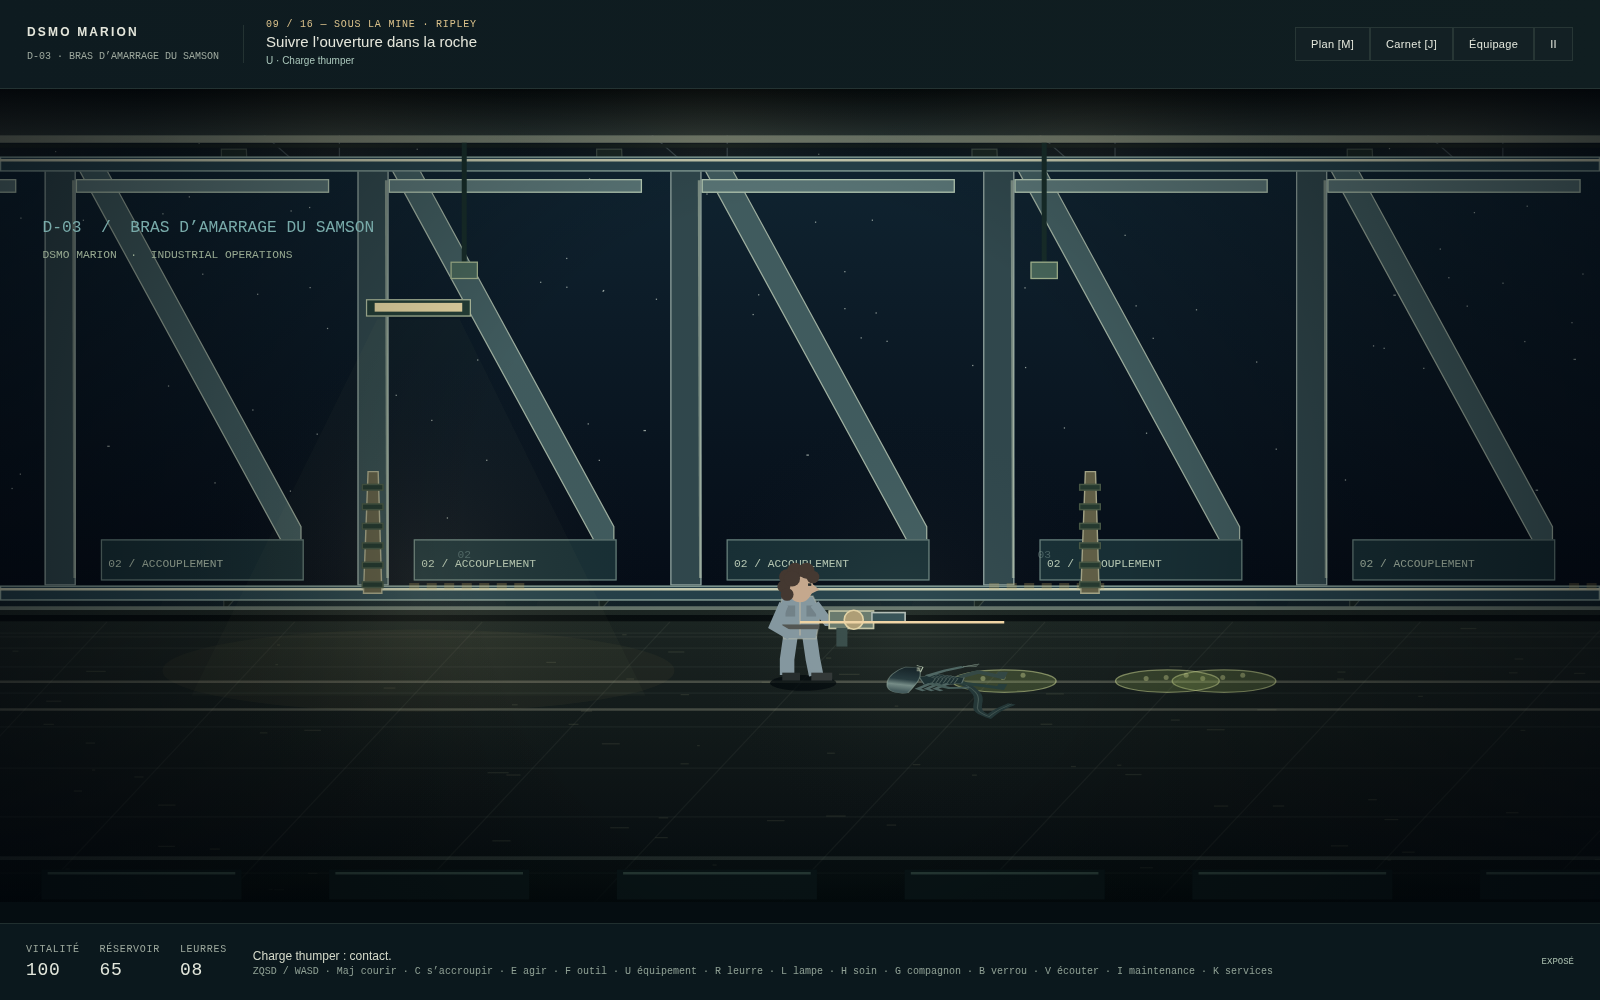 DSMO MARION
D-03 · BRAS D’AMARRAGE DU SAMSON
09 / 16 — SOUS LA MINE · RIPLEY
Suivre l’ouverture dans la roche
U · Charge thumper
Plan [M]
Carnet [J]
Équipage
II
D-03 / BRAS D’AMARRAGE DU SAMSON
DSMO MARION · INDUSTRIAL OPERATIONS
02
03
02 / ACCOUPLEMENT
02 / ACCOUPLEMENT
02 / ACCOUPLEMENT
02 / ACCOUPLEMENT
02 / ACCOUPLEMENT
VITALITÉ
100
RÉSERVOIR
65
LEURRES
08
Charge thumper : contact.
ZQSD / WASD · Maj courir · C s’accroupir · E agir · F outil · U équipement · R leurre · L lampe · H soin · G compagnon · B verrou · V écouter · I maintenance · K services
EXPOSÉ